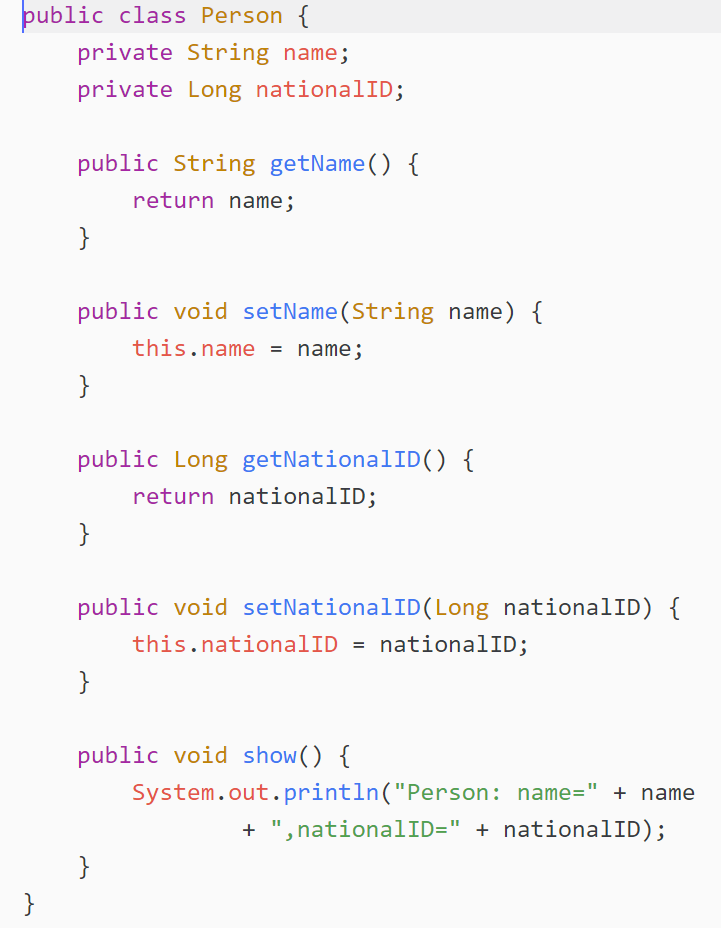 public class Person {
    private String name;
    private Long nationalID;

    public String getName() {
        return name;
    }

    public void setName(String name) {
        this.name = name;
    }

    public Long getNationalID() {
        return nationalID;
    }

    public void setNationalID(Long nationalID) {
        this.nationalID = nationalID;
    }

    public void show() {
        System.out.println("Person: name=" + name
                + ",nationalID=" + nationalID);
    }
}